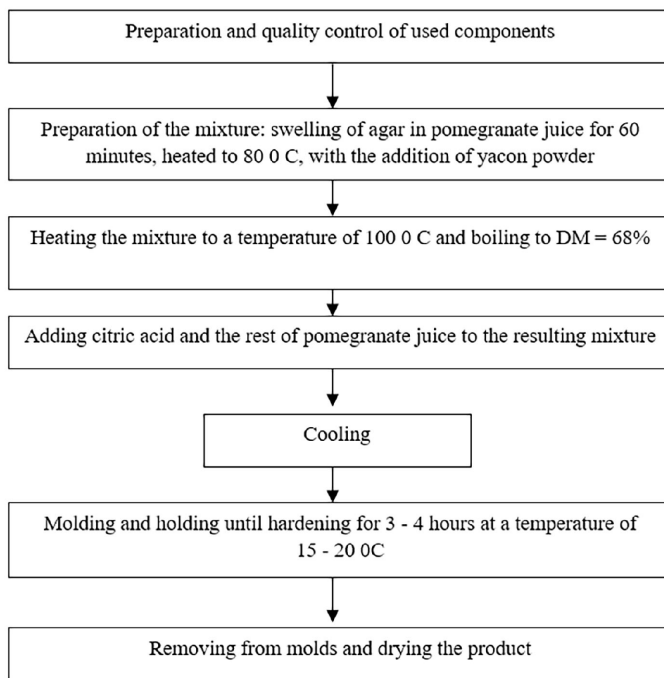 Preparation and quality control of used components
Preparation of the mixture: swelling of agar in pomegranate juice for 60
minutes, heated to 80 0 C, with the addition of yacon powder
Heating the mixture to a temperature of 100 0 C and boiling to DM = 68%
Adding citric acid and the rest of pomegranate juice to the resulting mixture
Cooling
Molding and holding until hardening for 3 - 4 hours at a temperature of
15 - 20 0C
Removing from molds and drying the product